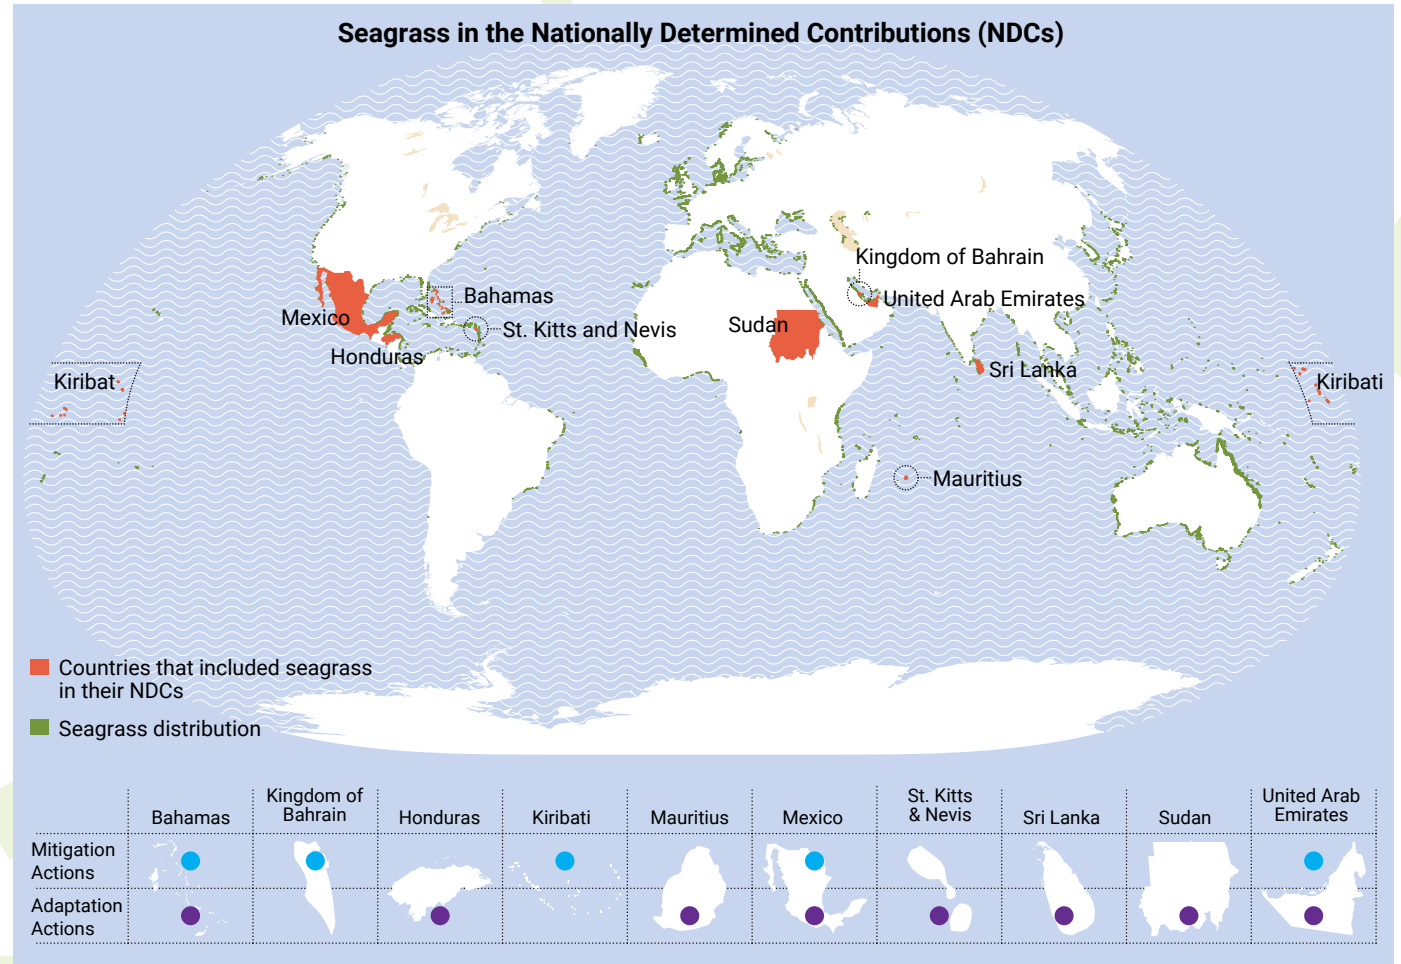 Seagrass in the Nationally Determined Contributions (NDCs)
Kingdom of Bahrain
Bahamas
United Arab Emirates
Mexico
St. Kitts and Nevis
Sudan
Honduras
Sri Lanka
Kiribat
Kiribati
Mauritius
Countries that included seagrass
in their NDCs
Seagrass distribution
Bahamas
Kingdom of
Bahrain
Honduras
Kiribati
Mauritius
Mexico
St. Kitts
& Nevis
Sri Lanka
Sudan
United Arab
Emirates
Mitigation
Actions
Adaptation
Actions